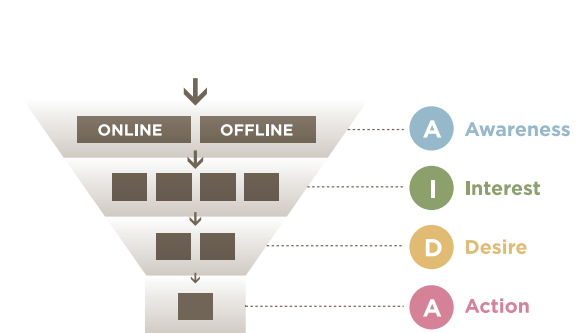 ONLINE OFFLINE
A Awareness
I Interest
D Desire
A Action